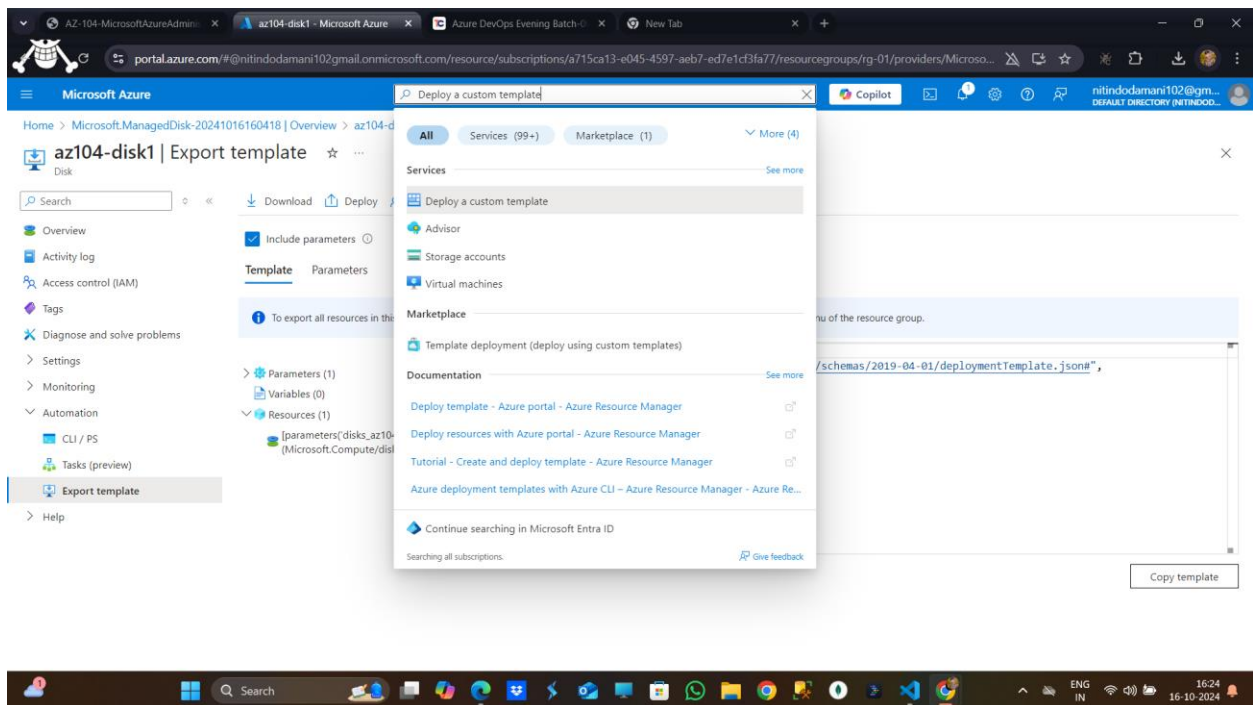 AZ-104-MicrosoftAzureAdminis
az104-disk1 - Microsoft Azure
Azure DevOps Evening Batch-0
New Tab
portal.azure.com/#@nitindodamani102gmail.onmicrosoft.com/resource/subscriptions/a715ca13-e045-4597-aeb7-ed7e1cf3fa77/resourcegroups/rg-01/providers/Microso...
Microsoft Azure
Deploy a custom template
Copilot
1
nitindodamani102@gm...
DEFAULT DIRECTORY (NITINDOD...
Home > Microsoft.ManagedDisk-20241016160418 | Overview > az104-d
az104-disk1 | Export template
Disk
Search
Overview
Activity log
Access control (IAM)
Tags
Diagnose and solve problems
Settings
Monitoring
Automation
CLI / PS
Tasks (preview)
Export template
Help
Download
Deploy
Include parameters
Template
Parameters
To export all resources in this
nu of the resource group.
Parameters (1)
Variables (0)
Resources (1)
[parameters('disks_az104
(Microsoft.Compute/disk
All
Services (99+)
Marketplace (1)
More (4)
Services
See more
Deploy a custom template
Advisor
Storage accounts
Virtual machines
Marketplace
Template deployment (deploy using custom templates)
Documentation
See more
Deploy template - Azure portal - Azure Resource Manager
Deploy resources with Azure portal - Azure Resource Manager
Tutorial - Create and deploy template - Azure Resource Manager
Azure deployment templates with Azure CLI – Azure Resource Manager - Azure Re...
Continue searching in Microsoft Entra ID
Searching all subscriptions.
Give feedback
/schemas/2019-04-01/deploymentTemplate.json#",
Copy template
Search
ENG
IN
16:24
16-10-2024